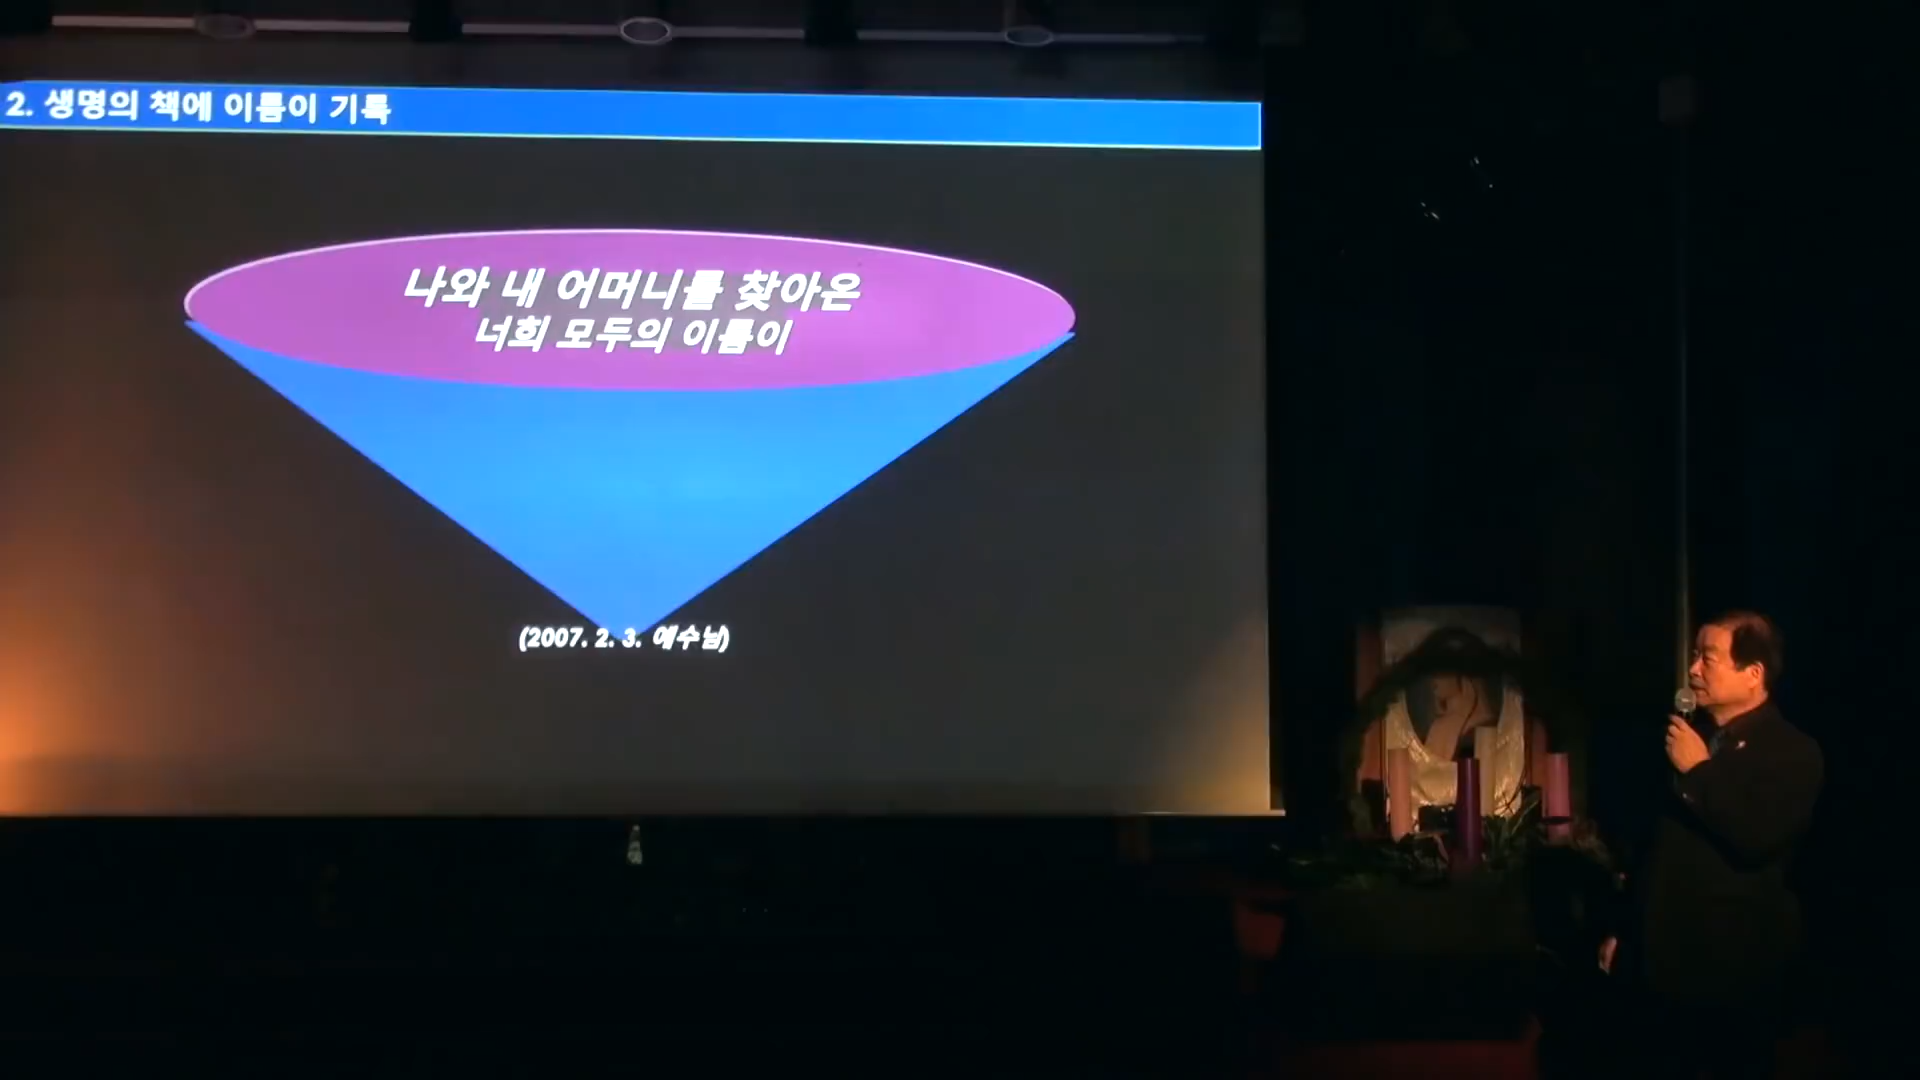 2. 생명의 책에 이름이 기록
나와 내 어머니를 찾아온
너희 모두의 이름이
(2007. 2. 3. 예수님)